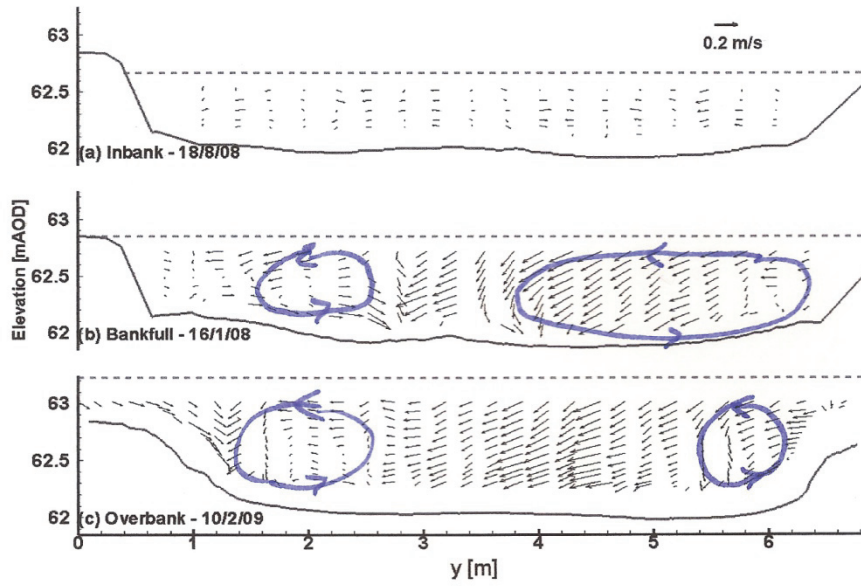 63
62.5
62
0.2 m/s
(a) Inbank - 18/8/08
63
62.5
62
(b) Bankfull - 16/1/08
63
62.5
62
(c) Overbank - 10/2/09
Elevation [mAOD]
0 1 2 3 4 5 6
y [m]